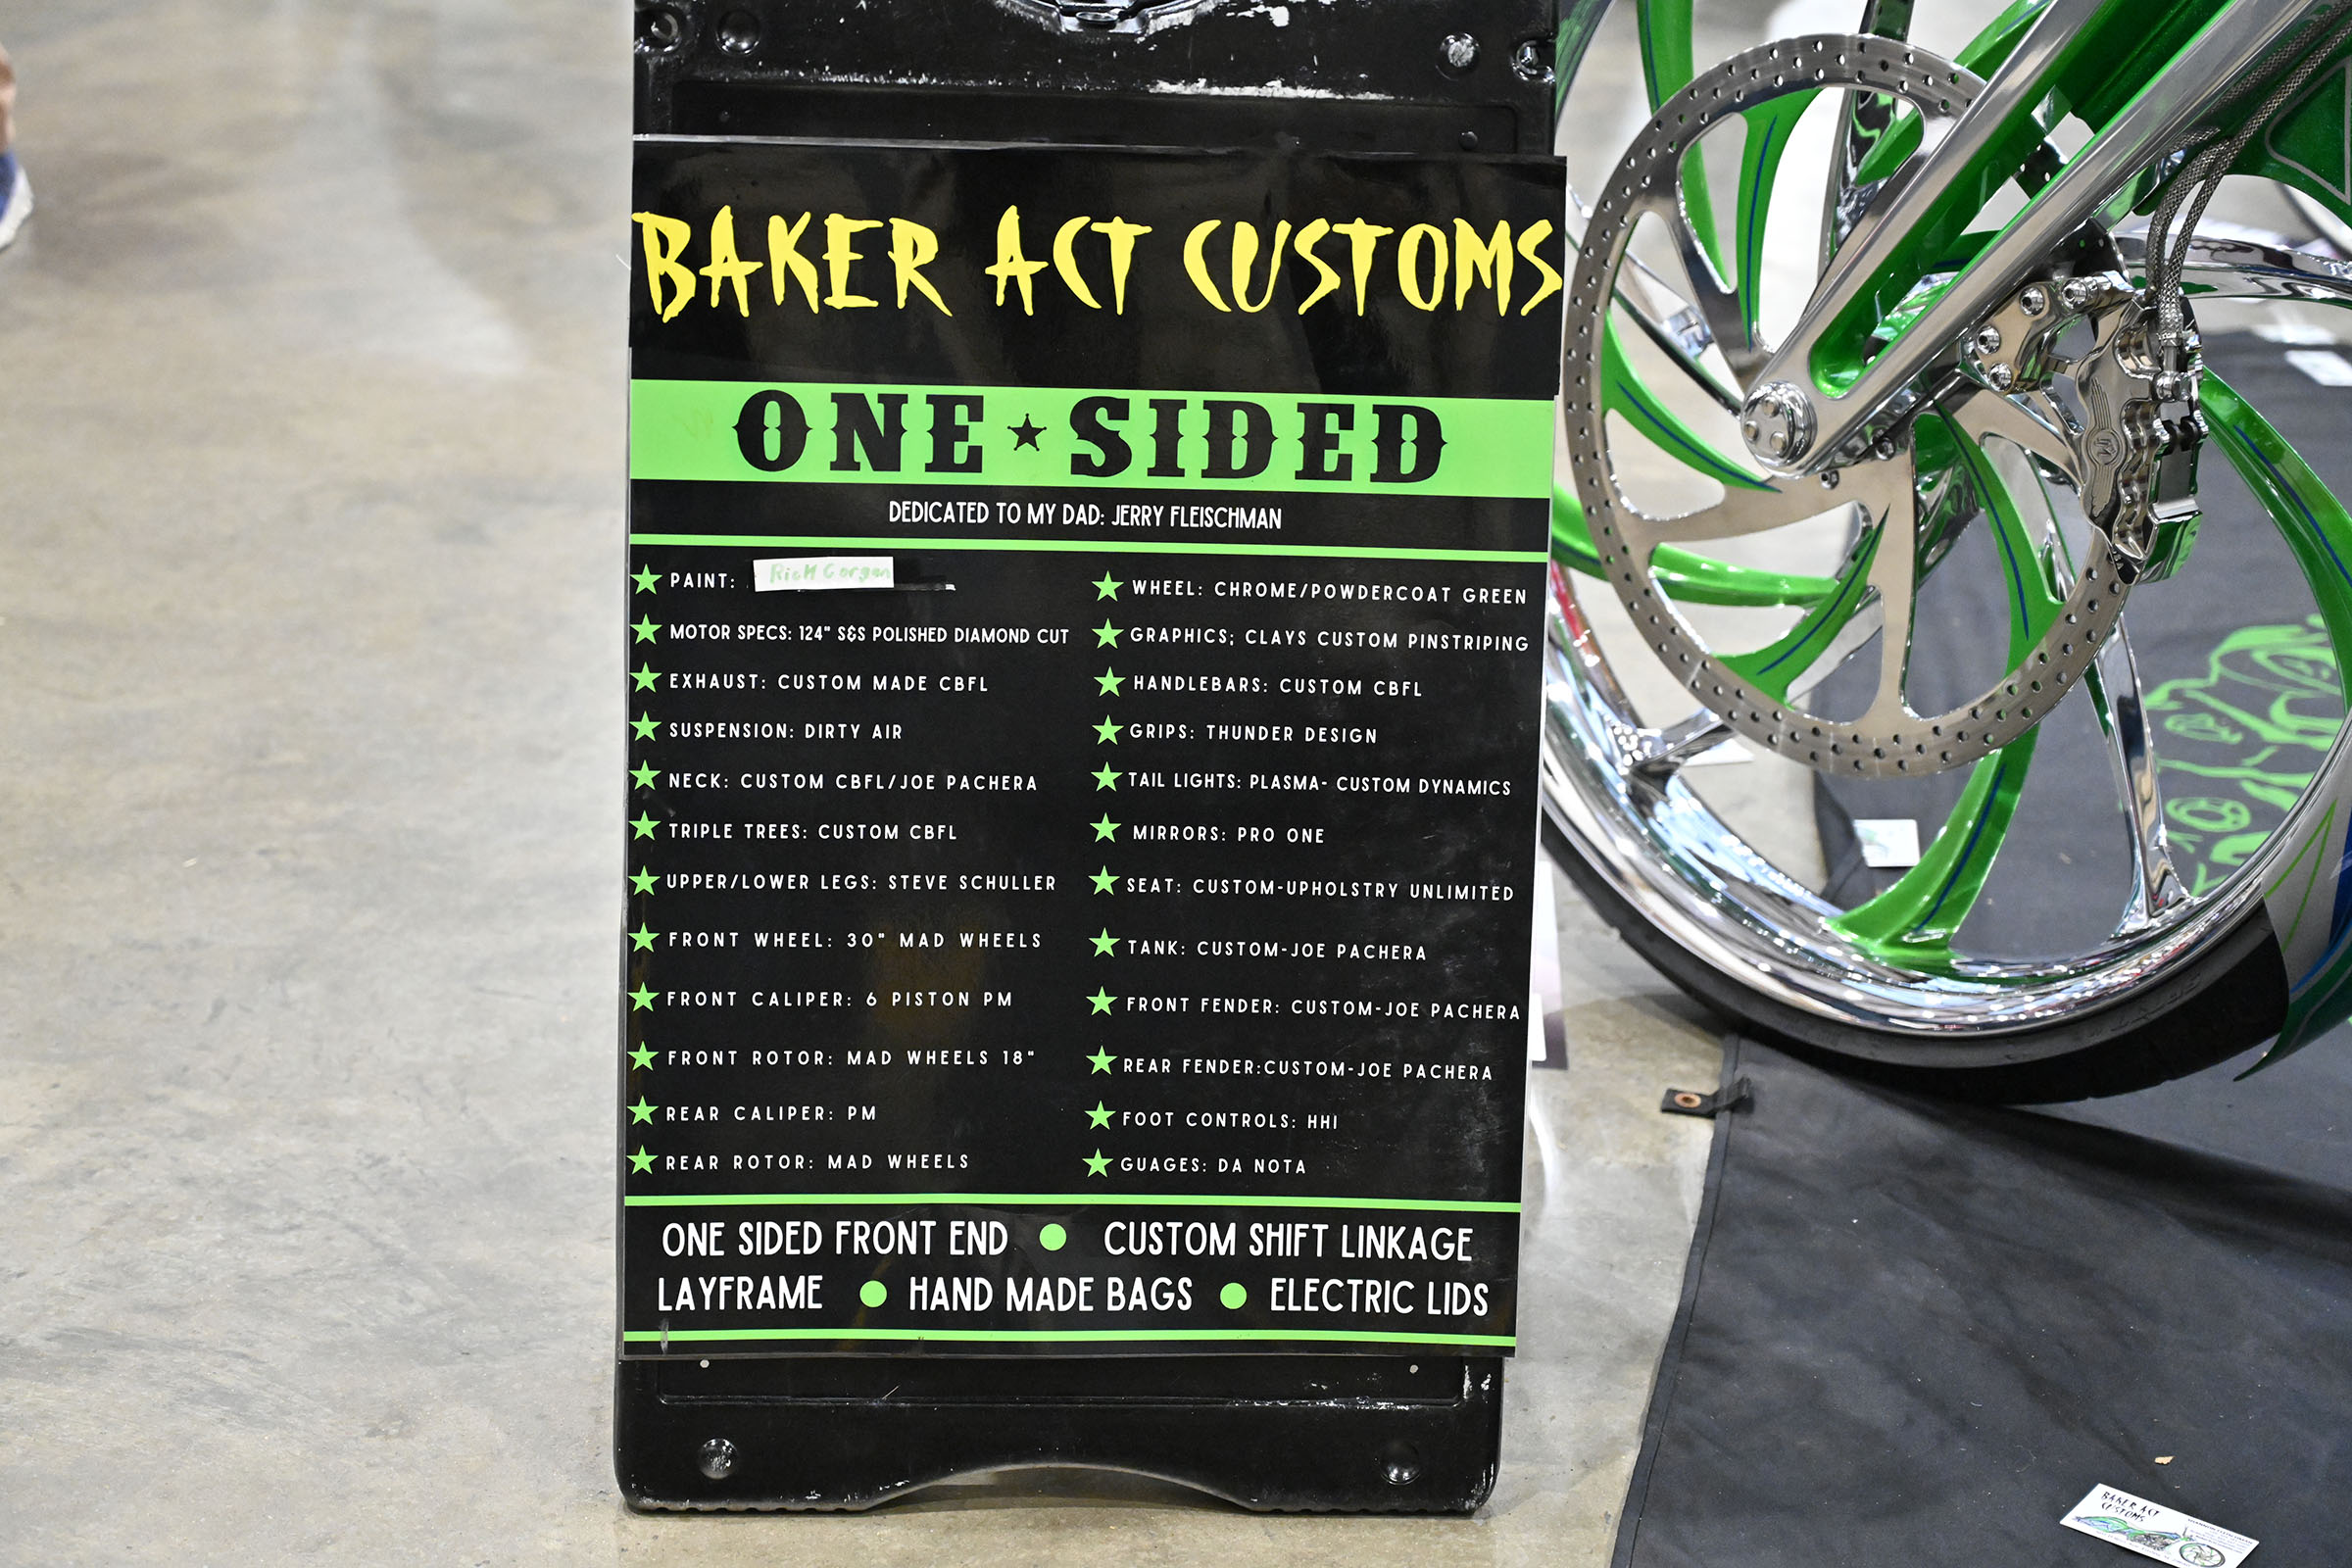 BAKER ACT CUSTOMS
ONE ★ SIDED
DEDICATED TO MY DAD: JERRY FLEISCHMAN
★ PAINT: RicH Gorgan
★ MOTOR SPECS: 124" S&S POLISHED DIAMOND CUT
★ EXHAUST: CUSTOM MADE CBFL
★ SUSPENSION: DIRTY AIR
★ NECK: CUSTOM CBFL/JOE PACHERA
★ TRIPLE TREES: CUSTOM CBFL
★ UPPER/LOWER LEGS: STEVE SCHULLER
★ FRONT WHEEL: 30" MAD WHEELS
★ FRONT CALIPER: 6 PISTON PM
★ FRONT ROTOR: MAD WHEELS 18"
★ REAR CALIPER: PM
★ REAR ROTOR: MAD WHEELS
★ WHEEL: CHROME/POWDERCOAT GREEN
★ GRAPHICS; CLAYS CUSTOM PINSTRIPING
★ HANDLEBARS: CUSTOM CBFL
★ GRIPS: THUNDER DESIGN
★ TAIL LIGHTS: PLASMA- CUSTOM DYNAMICS
★ MIRRORS: PRO ONE
★ SEAT: CUSTOM-UPHOLSTRY UNLIMITED
★ TANK: CUSTOM-JOE PACHERA
★ FRONT FENDER: CUSTOM-JOE PACHERA
★ REAR FENDER:CUSTOM-JOE PACHERA
★ FOOT CONTROLS: HHI
★ GUAGES: DA NOTA
ONE SIDED FRONT END ● CUSTOM SHIFT LINKAGE
LAYFRAME ● HAND MADE BAGS ● ELECTRIC LIDS
BAKER ACT
CUSTOMS